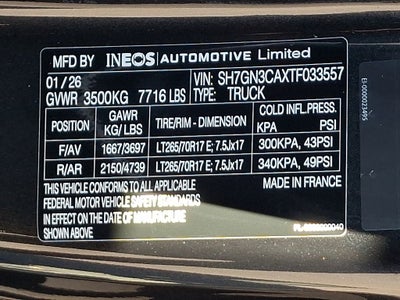 MFD BY INEOS AUTOMOTIVE Limited
01/26 VIN: SH7GN3CAXTF033557
GVWR 3500KG 7716 LBS TYPE: TRUCK
POSITION GAWR KG/ LBS TIRE/RIM - DIMENSION COLD INFL.PRESS. KPA PSI
F/AV 1667/3697 LT265/70R17 E; 7.5Jx17 300KPA, 43PSI
R/AR 2150/4739 LT265/70R17 E; 7.5Jx17 340KPA, 49PSI
THIS VEHICLE CONFORMS TO ALL APPLICABLE MADE IN FRANCE
FEDERAL MOTOR VEHICLE SAFETY STANDARDS
IN EFFECT ON THE DATE OF MANUFACTURE
SHOWN ABOVE